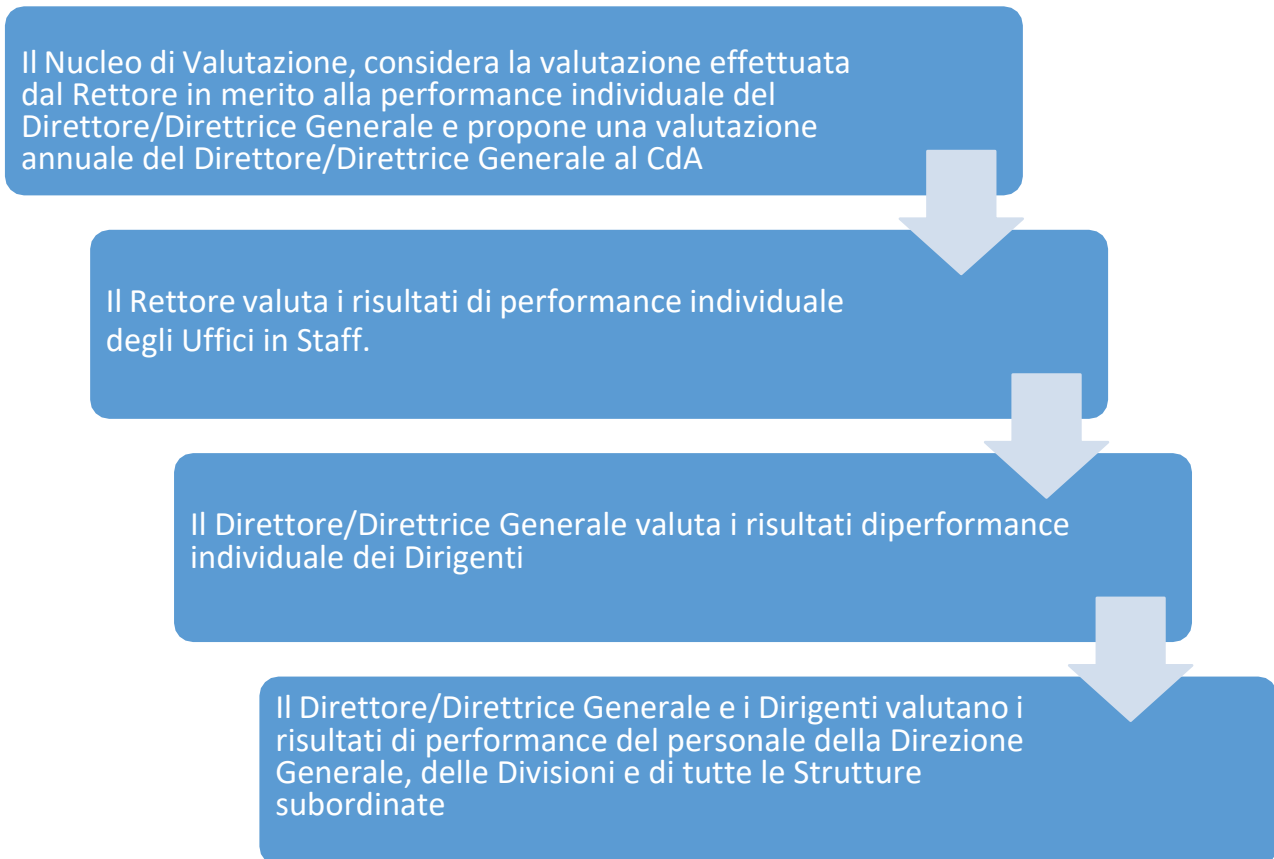 Il Nucleo di Valutazione, considera la valutazione effettuata
dal Rettore in merito alla performance individuale del
Direttore/Direttrice Generale e propone una valutazione
annuale del Direttore/Direttrice Generale al CdA
Il Rettore valuta i risultati di performance individuale
degli Uffici in Staff.
Il Direttore/Direttrice Generale valuta i risultati diperformance
individuale dei Dirigenti
Il Direttore/Direttrice Generale e i Dirigenti valutano i
risultati di performance del personale della Direzione
Generale, delle Divisioni e di tutte le Strutture
subordinate